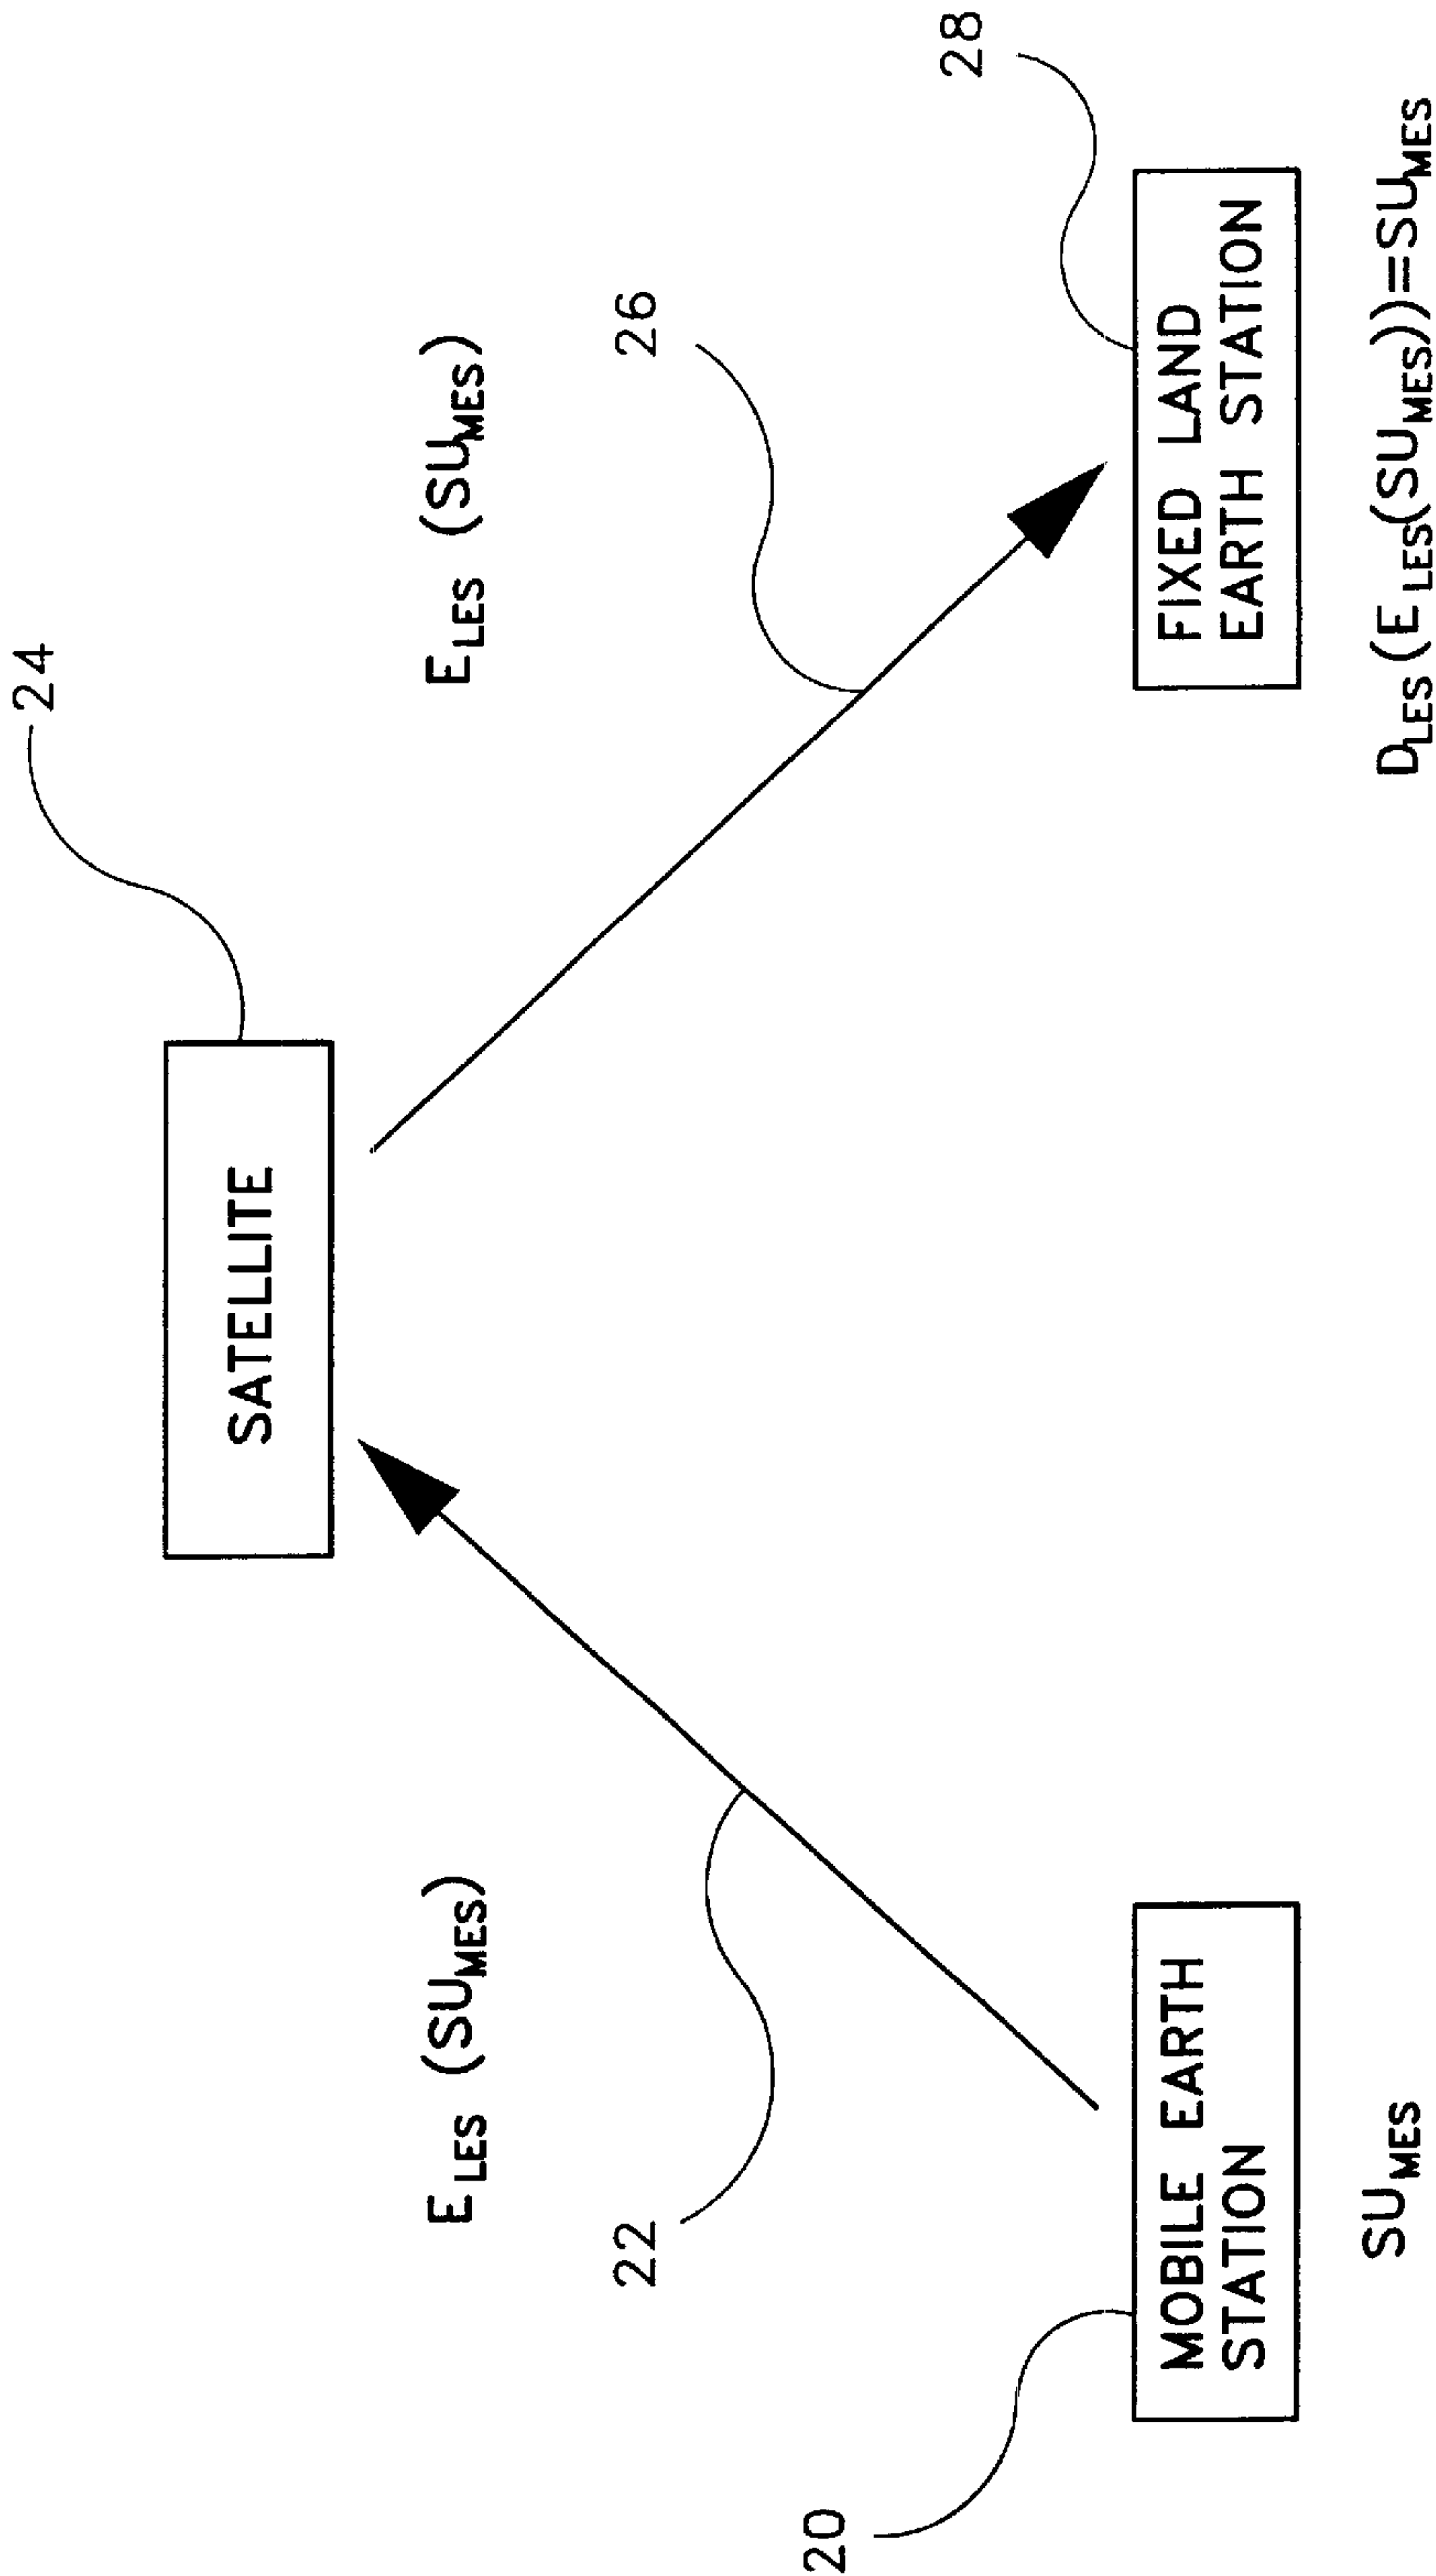 24
SATELLITE
E_LES (SU_MES)
E_LES (SU_MES)
22
26
20
28
MOBILE EARTH
STATION
FIXED LAND
EARTH STATION
SU_MES
D_LES (E_LES(SU_MES))=SU_MES